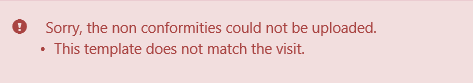 Sorry, the non conformities could not be uploaded.
• This template does not match the visit.